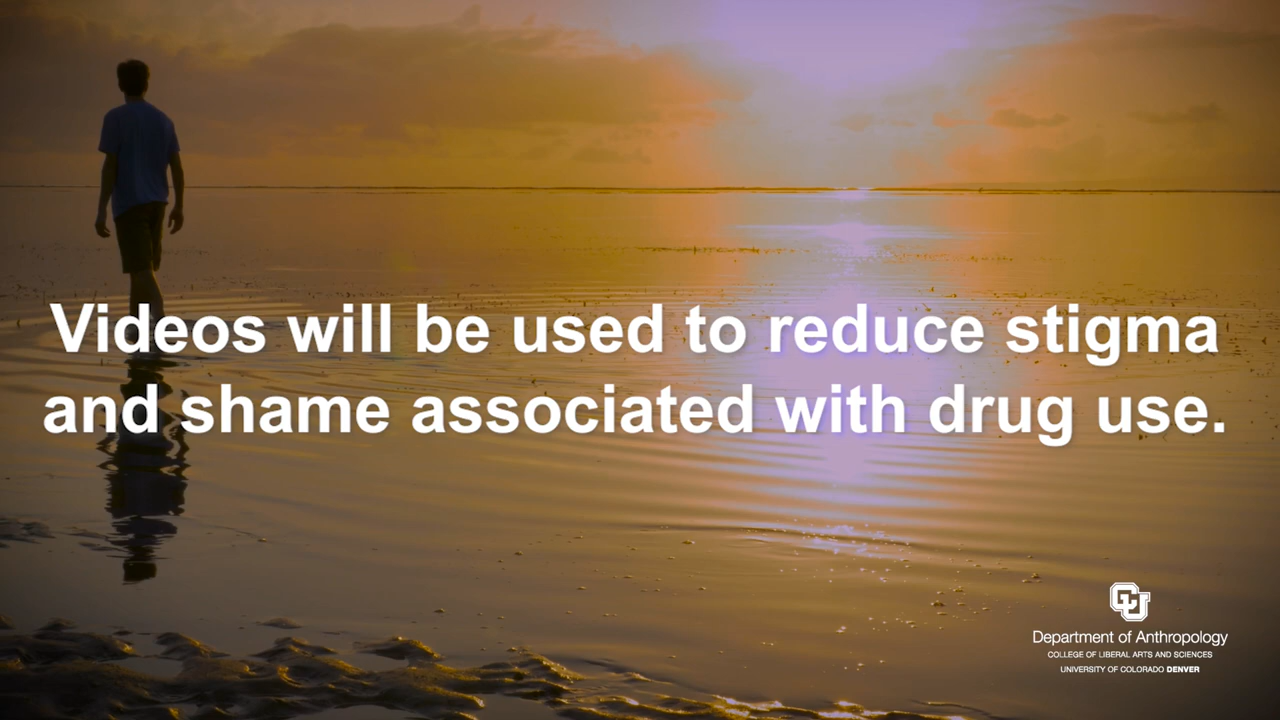 Videos will be used to reduce stigma
and shame associated with drug use.
CU
Department of Anthropology
COLLEGE OF LIBERAL ARTS AND SCIENCES
UNIVERSITY OF COLORADO DENVER